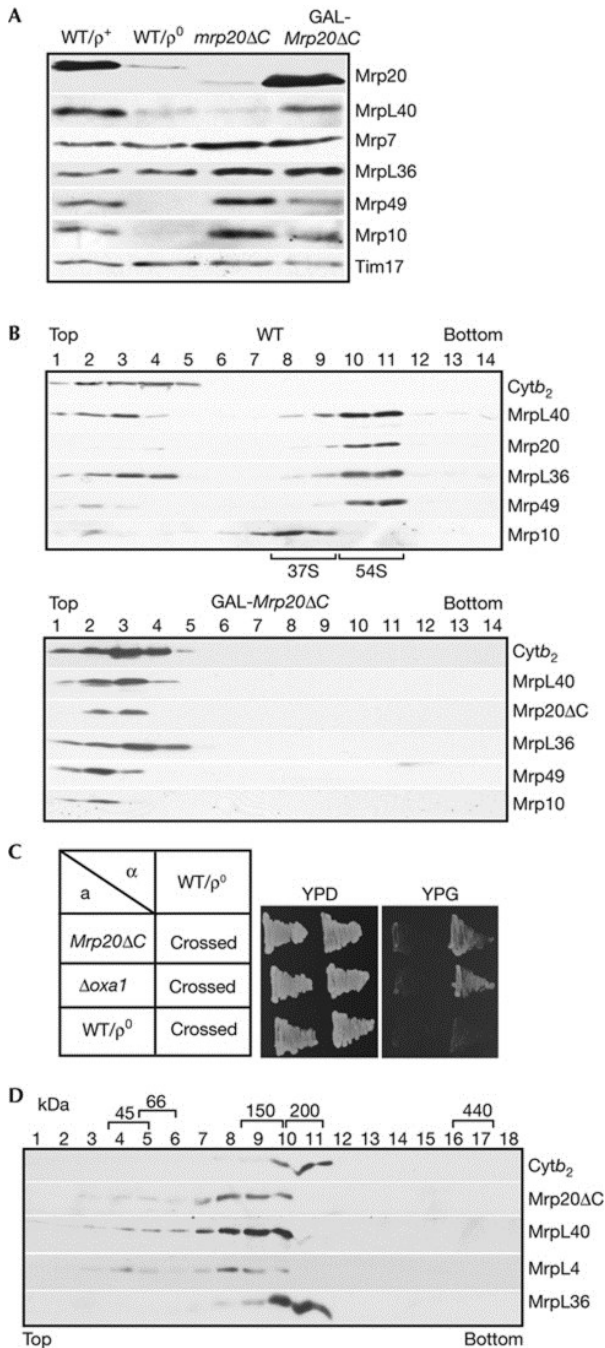 A
WT/ρ⁺ WT/ρ⁰ mrp20ΔC GAL-Mrp20ΔC
Mrp20
MrpL40
Mrp7
MrpL36
Mrp49
Mrp10
Tim17
B
Top WT Bottom
1 2 3 4 5 6 7 8 9 10 11 12 13 14
Cytb₂
MrpL40
Mrp20
MrpL36
Mrp49
Mrp10
37S 54S
Top GAL-Mrp20ΔC Bottom
1 2 3 4 5 6 7 8 9 10 11 12 13 14
Cytb₂
MrpL40
Mrp20ΔC
MrpL36
Mrp49
Mrp10
C
α
a
WT/ρ⁰
YPD YPG
Mrp20ΔC Crossed
Δoxa1 Crossed
WT/ρ⁰ Crossed
D
kDa 45 66 150 200 440
1 2 3 4 5 6 7 8 9 10 11 12 13 14 15 16 17 18
Cytb₂
Mrp20ΔC
MrpL40
MrpL4
MrpL36
Top Bottom